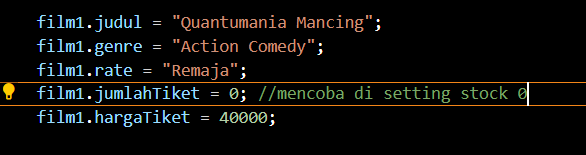 film1.judul = "Quantumania Mancing";
film1.genre = "Action Comedy";
film1.rate = "Remaja";
film1.jumlahTiket = 0; //mencoba di setting stock 0
film1.hargaTiket = 40000;